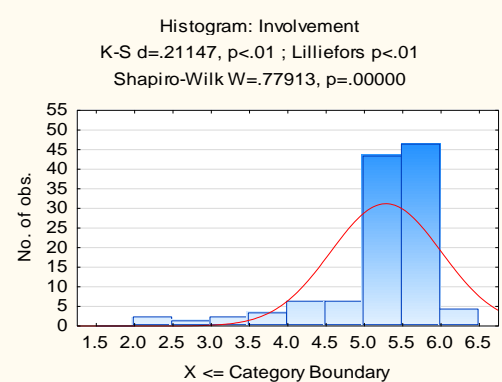 Histogram: Involvement
K-S d=.21147, p<.01 ; Lilliefors p<.01
Shapiro-Wilk W=.77913, p=.00000
55
50
45
40
35
30
25
20
15
10
5
0
No. of obs.
1.5 2.0 2.5 3.0 3.5 4.0 4.5 5.0 5.5 6.0 6.5
X <= Category Boundary